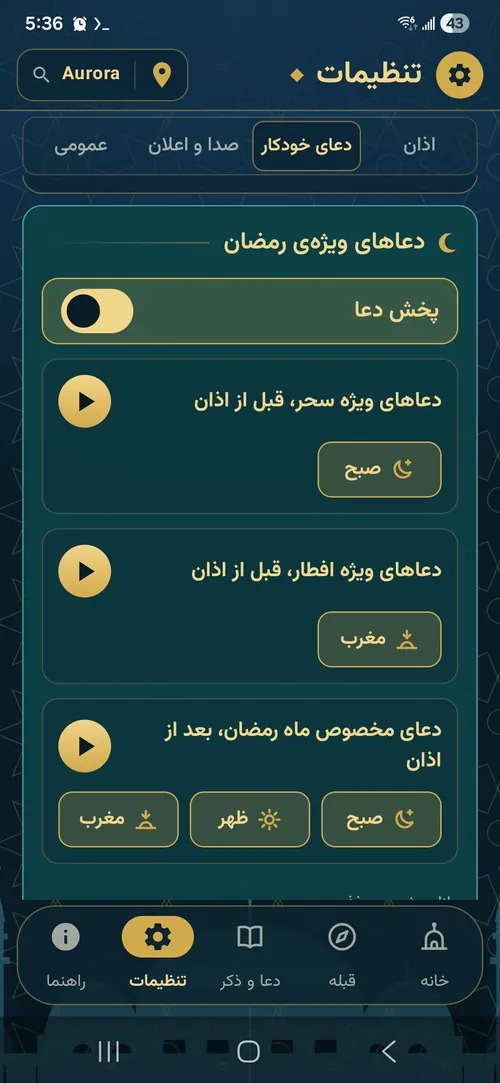 5:36
43
تنظیمات
Aurora
اذان
دعای خودکار
صدا و اعلان
عمومی
دعاهای ویژه‌ی رمضان
پخش دعا
دعاهای ویژه سحر، قبل از اذان
صبح
دعاهای ویژه افطار، قبل از اذان
مغرب
دعای مخصوص ماه رمضان، بعد از
اذان
صبح
ظهر
مغرب
خانه
قبله
دعا و ذکر
تنظیمات
راهنما